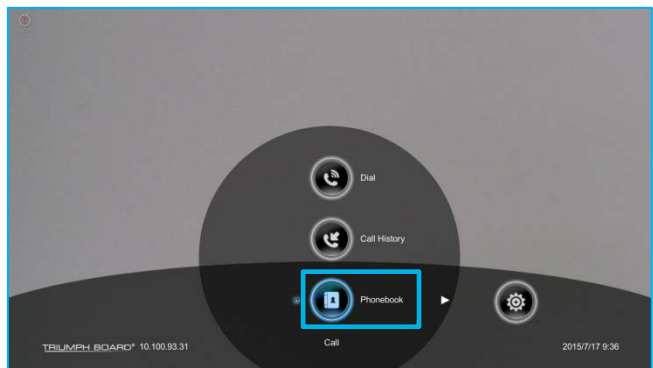 Dial
Call History
Phonebook
Call
TRIUMPH BOARD® 10.100.93.31
2015/7/17 9:36